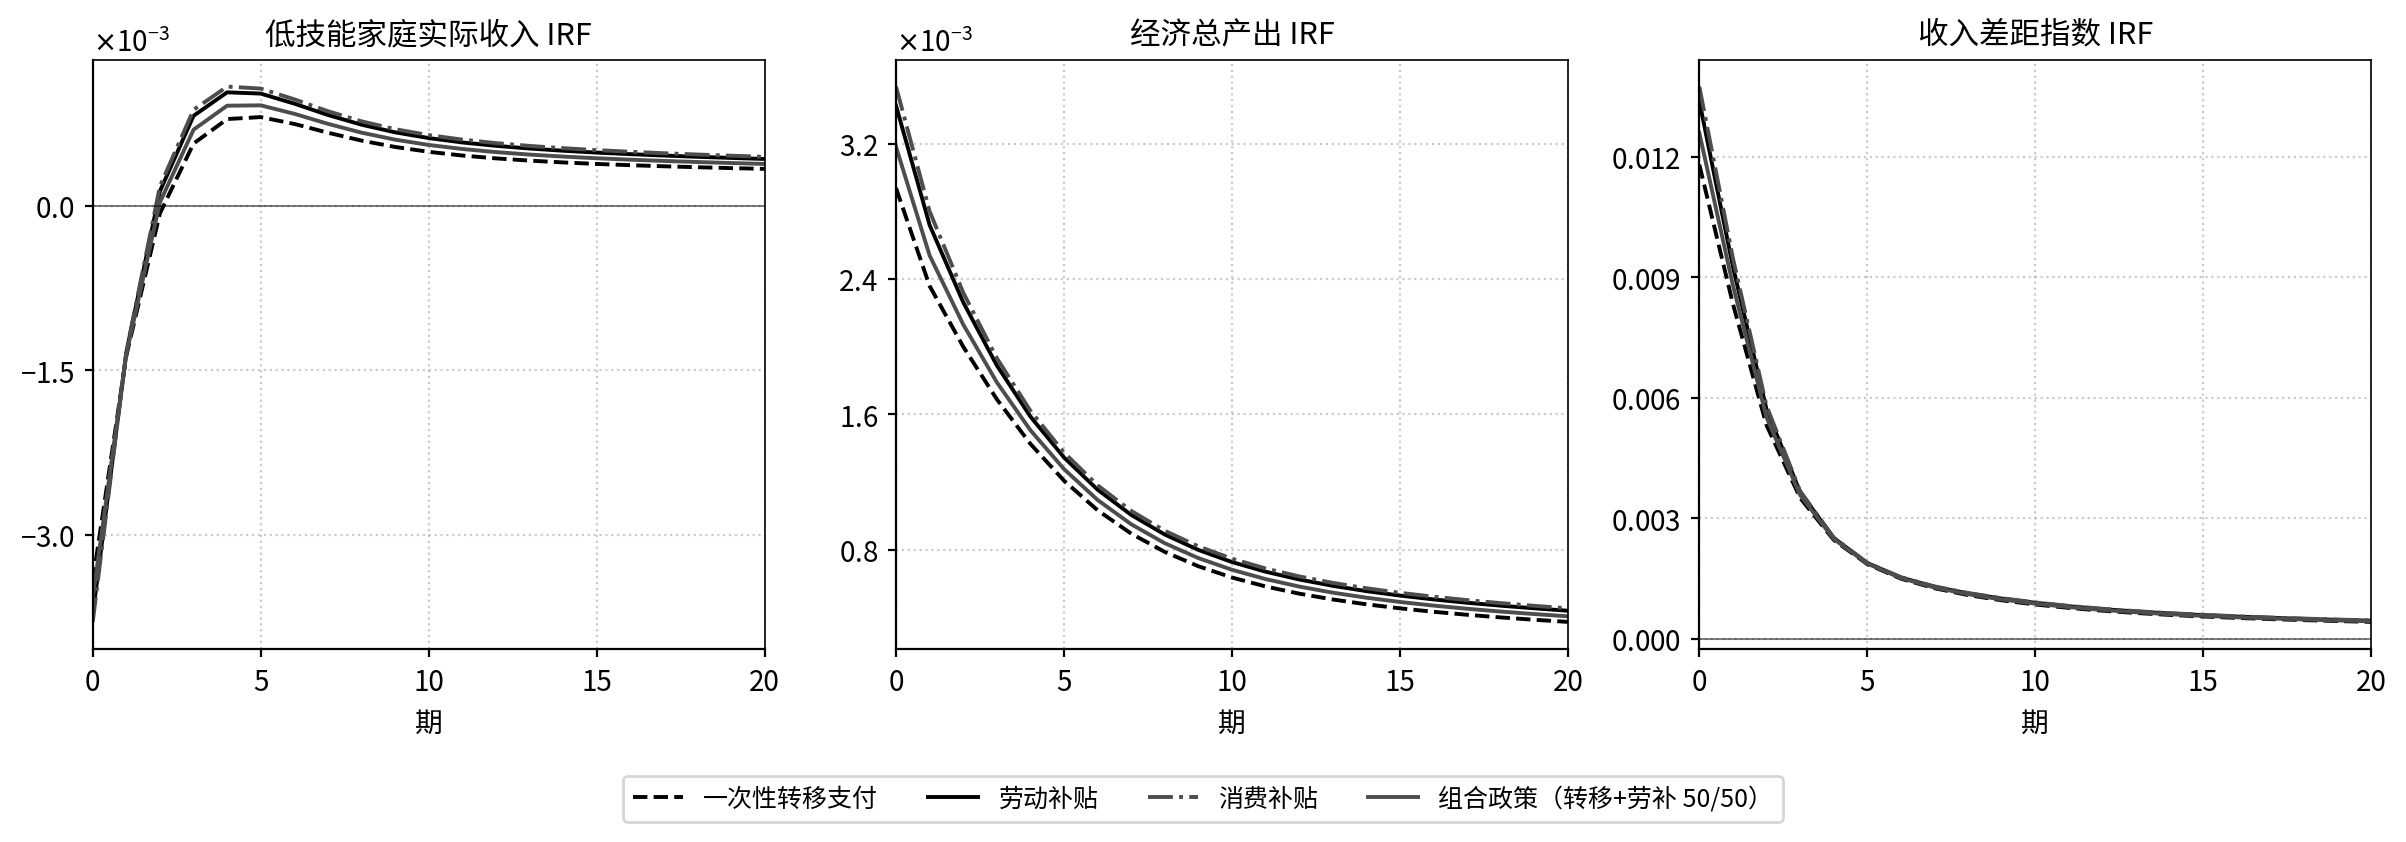 低技能家庭实际收入 IRF
×10⁻³
0.0
−1.5
−3.0
0 5 10 15 20
期
经济总产出 IRF
×10⁻³
3.2
2.4
1.6
0.8
0 5 10 15 20
期
收入差距指数 IRF
0.012
0.009
0.006
0.003
0.000
0 5 10 15 20
期
一次性转移支付 劳动补贴 消费补贴 组合政策（转移+劳补 50/50）